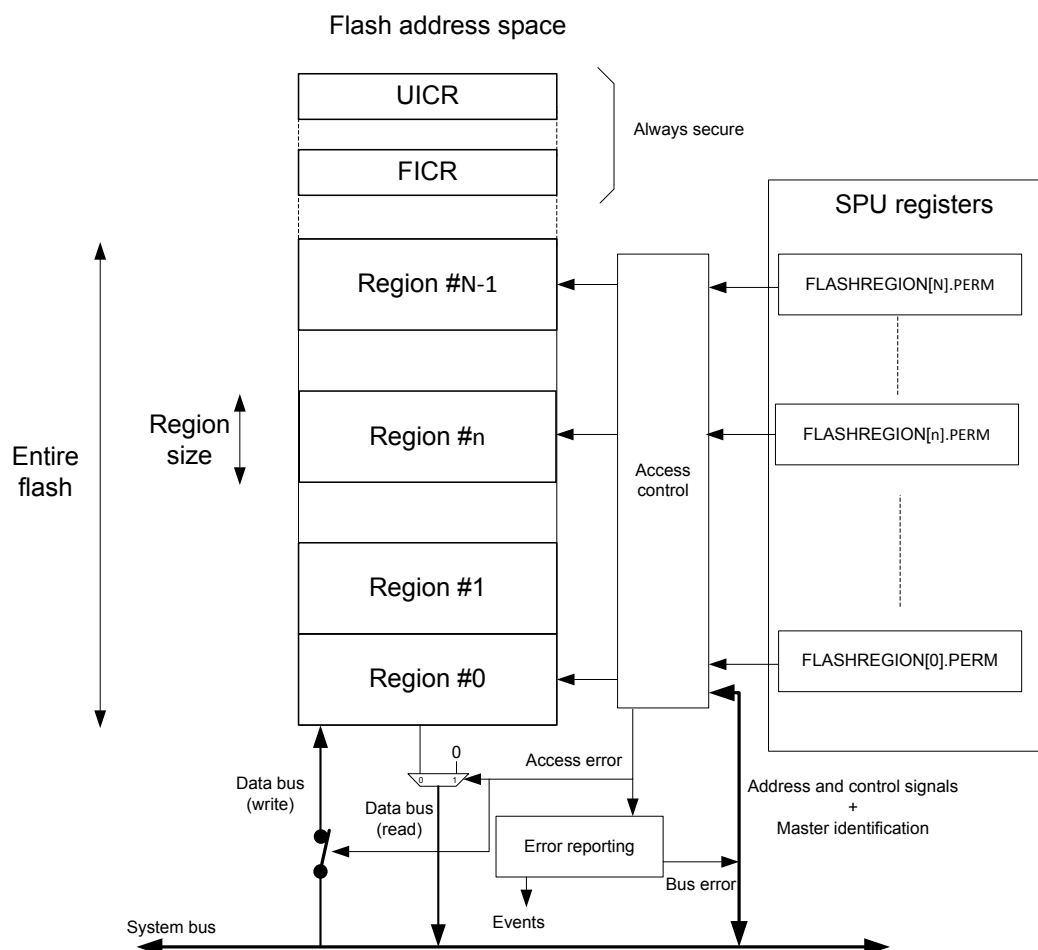 Flash address space
UICR
Always secure
FICR
SPU registers
Region #N-1
FLASHREGION[N].PERM
Region
size
Region #n
FLASHREGION[n].PERM
Entire
flash
Access
control
Region #1
Region #0
FLASHREGION[0].PERM
0
0 1
Access error
Data bus
(write)
Data bus
(read)
Address and control signals
+
Master identification
Error reporting
Bus error
Events
System bus